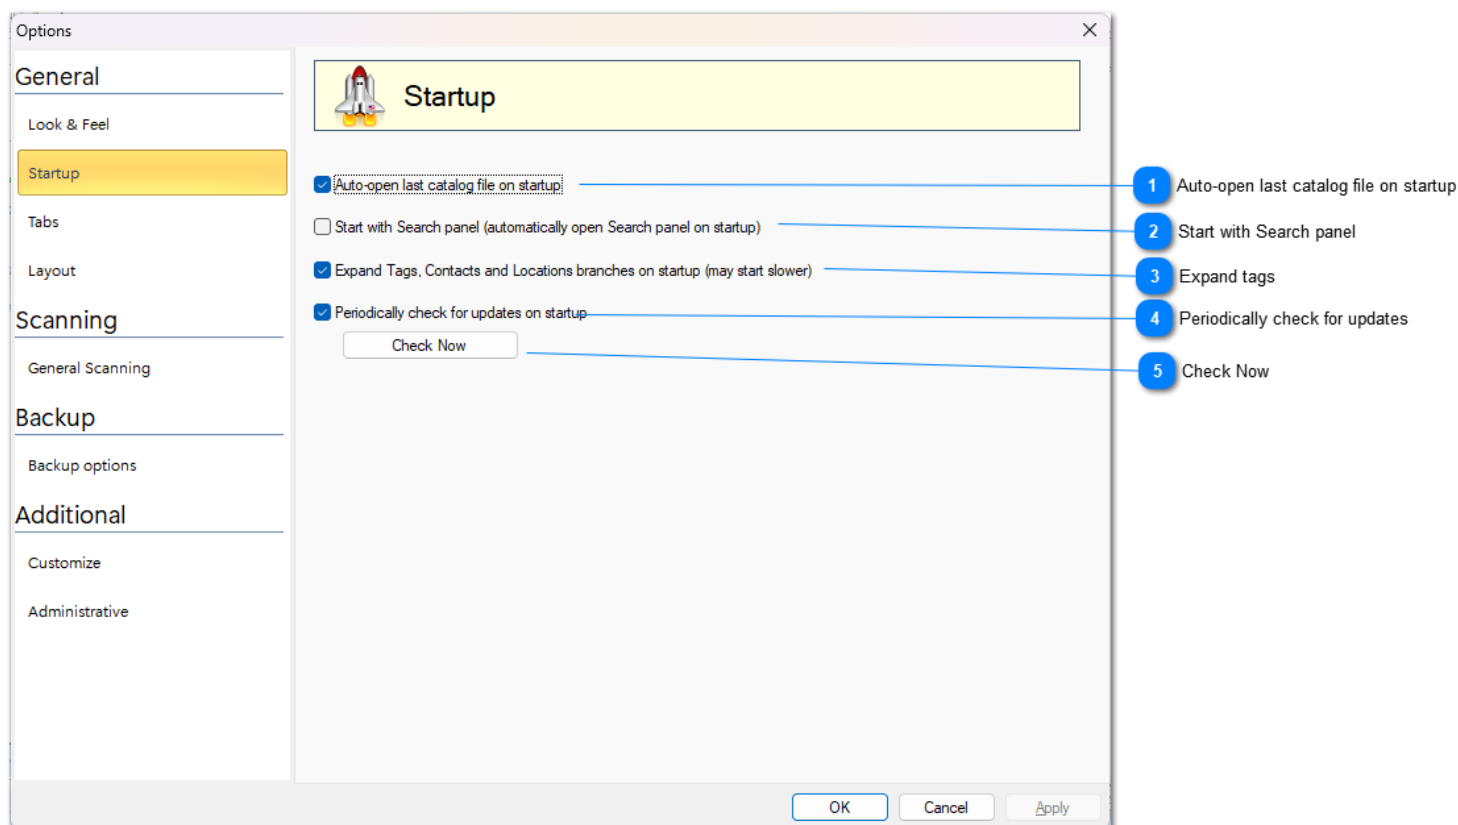 Options
General
Look & Feel
Startup
Tabs
Layout
Scanning
General Scanning
Backup
Backup options
Additional
Customize
Administrative
Startup
Auto-open last catalog file on startup
Start with Search panel (automatically open Search panel on startup)
Expand Tags, Contacts and Locations branches on startup (may start slower)
Periodically check for updates on startup
Check Now
OK
Cancel
Apply
1 Auto-open last catalog file on startup
2 Start with Search panel
3 Expand tags
4 Periodically check for updates
5 Check Now